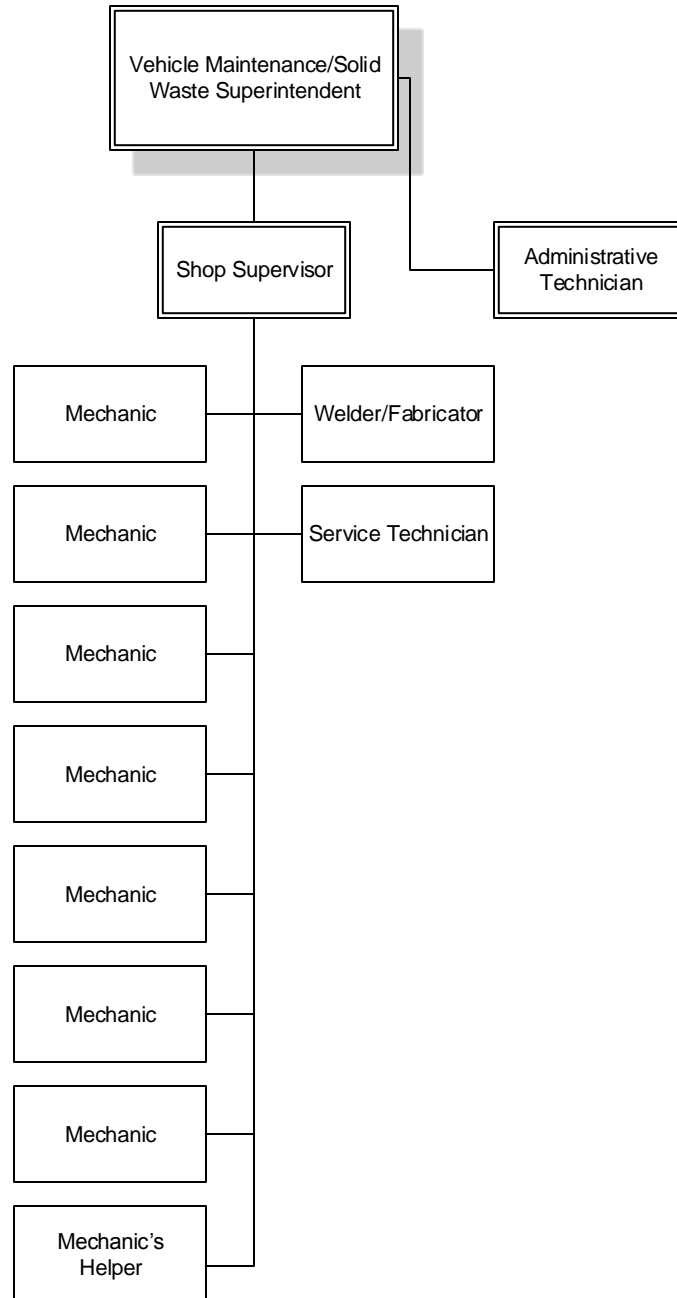 Vehicle Maintenance/Solid
Waste Superintendent
Shop Supervisor
Administrative
Technician
Mechanic
Welder/Fabricator
Mechanic
Service Technician
Mechanic
Mechanic
Mechanic
Mechanic
Mechanic
Mechanic’s
Helper